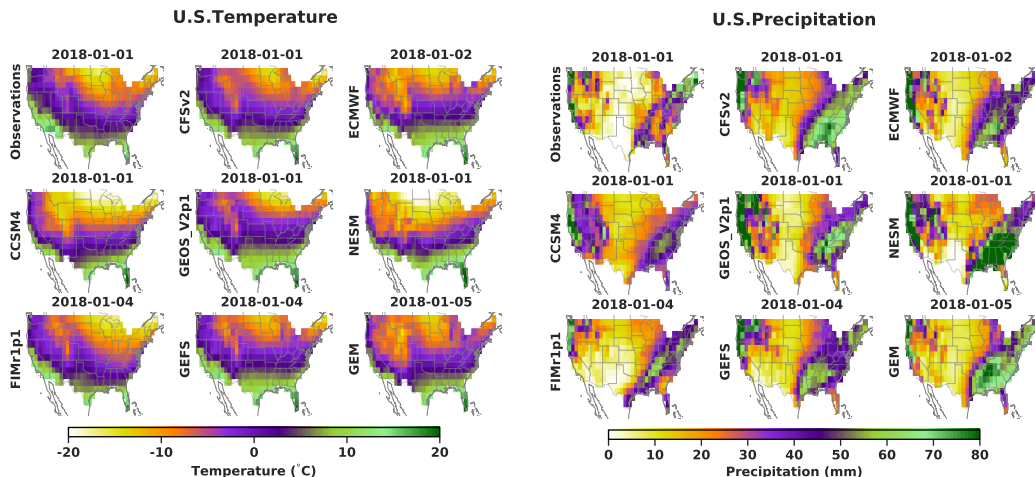 U.S.Temperature
2018-01-01
2018-01-01
2018-01-02
Observations
CFSv2
ECMWF
2018-01-01
2018-01-01
2018-01-01
CCSM4
GEOS_V2p1
NESM
2018-01-04
2018-01-04
2018-01-05
FIMr1p1
GEFS
GEM
-20
-10
0
10
20
Temperature (°C)
U.S.Precipitation
2018-01-01
2018-01-01
2018-01-02
Observations
CFSv2
ECMWF
2018-01-01
2018-01-01
2018-01-01
CCSM4
GEOS_V2p1
NESM
2018-01-04
2018-01-04
2018-01-05
FIMr1p1
GEFS
GEM
0
10
20
30
40
50
60
70
80
Precipitation (mm)